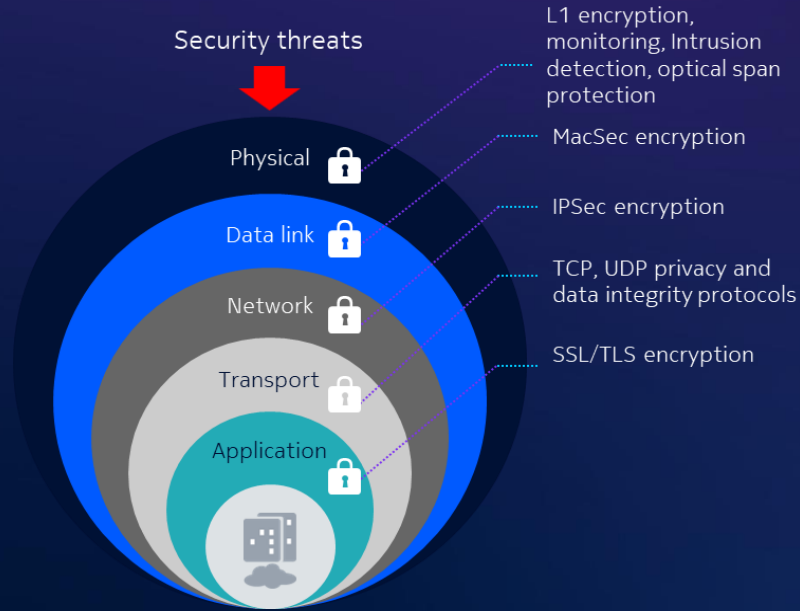 Security threats
L1 encryption,
monitoring, Intrusion
detection, optical span
protection
Physical
MacSec encryption
Data link
IPSec encryption
Network
TCP, UDP privacy and
data integrity protocols
Transport
SSL/TLS encryption
Application